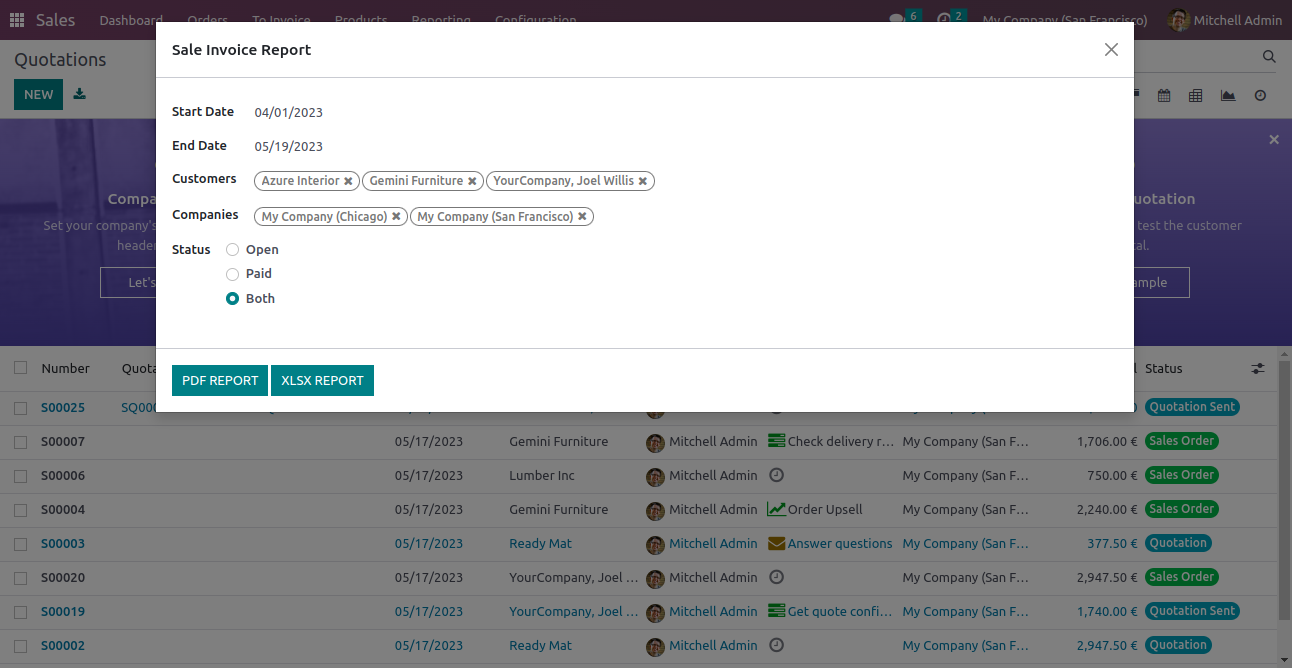 Sales Dashboard Orders To Invoice Products Reporting Configuration 6 2 My Company (San Francisco) Mitchell Admin
Quotations
NEW
Sale Invoice Report
Start Date 04/01/2023
End Date 05/19/2023
Customers Azure Interior ✖ Gemini Furniture ✖ YourCompany, Joel Willis ✖
Companies My Company (Chicago) ✖ My Company (San Francisco) ✖
Status Open
Paid
Both
PDF REPORT XLSX REPORT
Set your company's
Let's
test the customer
Number Status
S00025 Quotation Sent
S00007 05/17/2023 Gemini Furniture Mitchell Admin Check delivery r... My Company (San F... 1,706.00 € Sales Order
S00006 05/17/2023 Lumber Inc Mitchell Admin My Company (San F... 750.00 € Sales Order
S00004 05/17/2023 Gemini Furniture Mitchell Admin Order Upsell My Company (San F... 2,240.00 € Sales Order
S00003 05/17/2023 Ready Mat Mitchell Admin Answer questions My Company (San F... 377.50 € Quotation
S00020 05/17/2023 YourCompany, Joel ... Mitchell Admin My Company (San F... 2,947.50 € Sales Order
S00019 05/17/2023 YourCompany, Joel ... Mitchell Admin Get quote confi... My Company (San F... 1,740.00 € Quotation Sent
S00002 05/17/2023 Ready Mat Mitchell Admin My Company (San F... 2,947.50 € Quotation